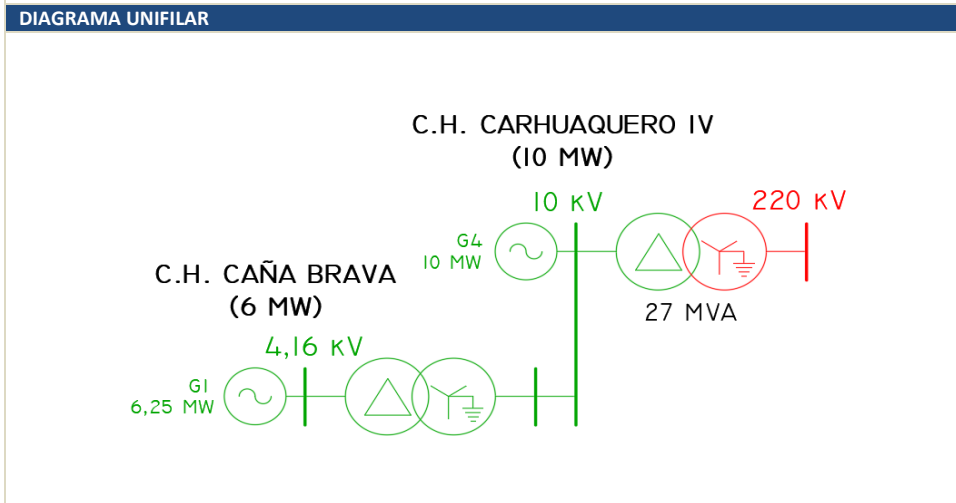 DIAGRAMA UNIFILAR
C.H. CARHUAQUERO IV
(10 MW)
10 KV
220 KV
G4
10 MW
27 MVA
C.H. CAÑA BRAVA
(6 MW)
4,16 KV
G1
6,25 MW